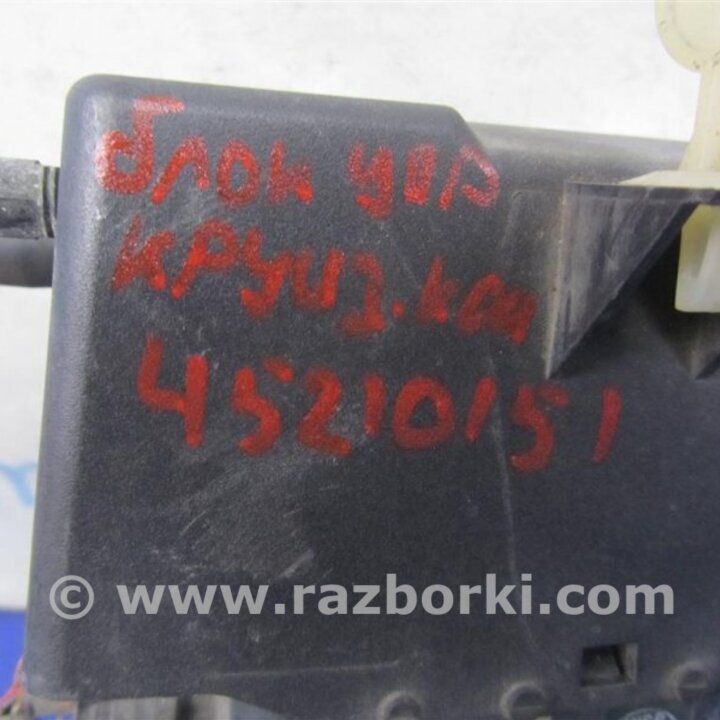 блок упр
круиз.кон
45210151
© www.razborki.com